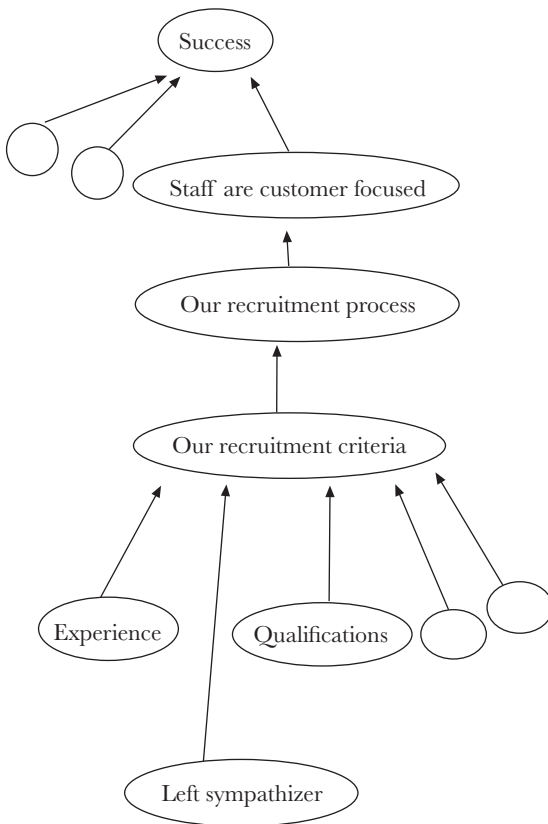 Success
Staff are customer focused
Our recruitment process
Our recruitment criteria
Experience
Qualifications
Left sympathizer